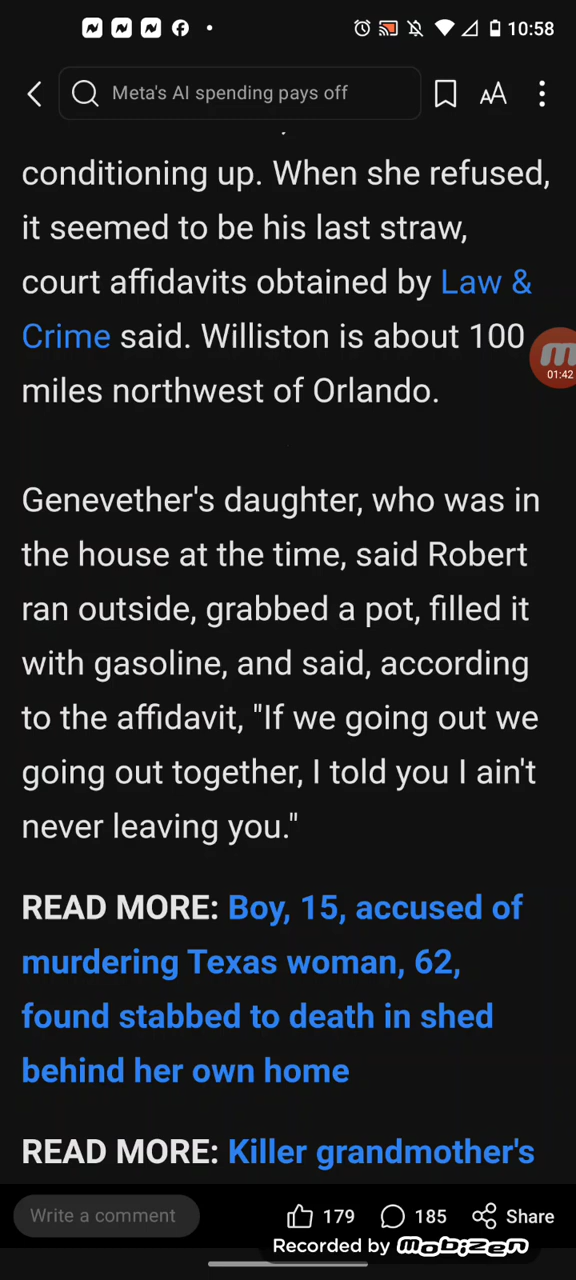 10:58
Meta's AI spending pays off
AA
conditioning up. When she refused,
it seemed to be his last straw,
court affidavits obtained by Law &
Crime said. Williston is about 100
miles northwest of Orlando.
01:42
Genevether's daughter, who was in
the house at the time, said Robert
ran outside, grabbed a pot, filled it
with gasoline, and said, according
to the affidavit, "If we going out we
going out together, I told you I ain't
never leaving you."
READ MORE: Boy, 15, accused of
murdering Texas woman, 62,
found stabbed to death in shed
behind her own home
READ MORE: Killer grandmother's
Write a comment 179 185 Share
Recorded by mobizen